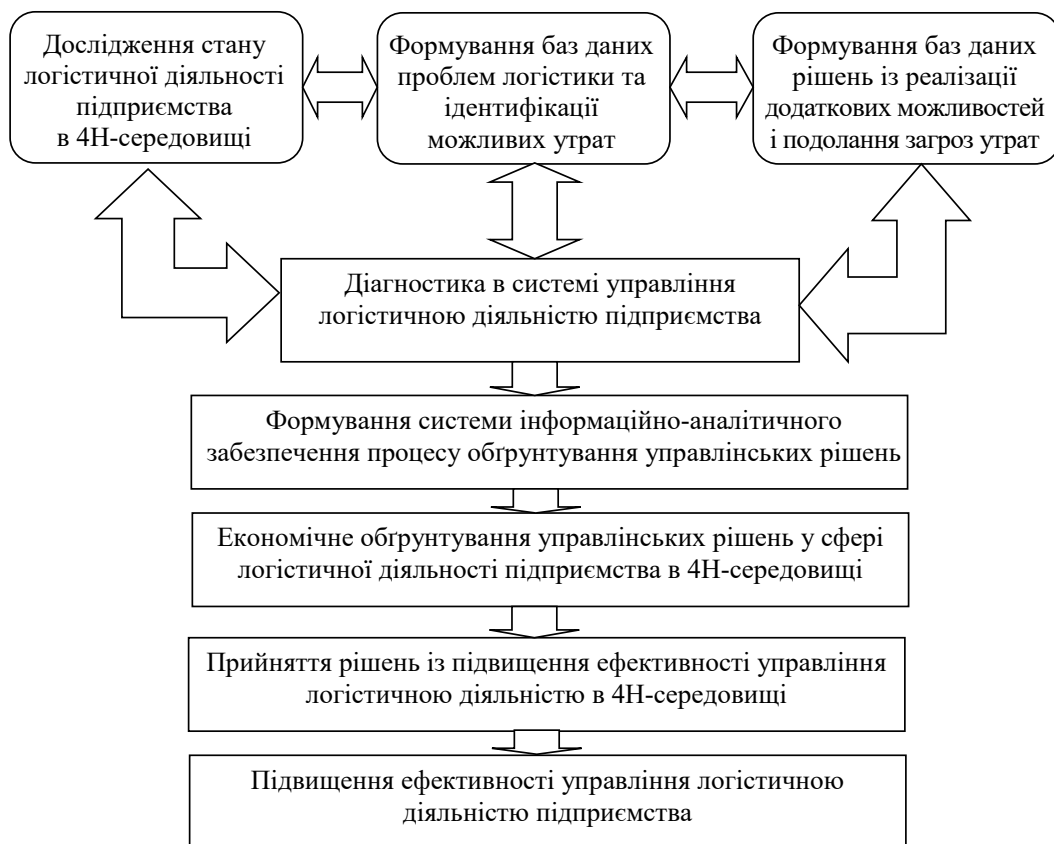 Дослідження стану
логістичної діяльності
підприємства
в 4Н-середовищі
Формування баз даних
проблем логістики та
ідентифікації
можливих утрат
Формування баз даних
рішень із реалізації
додаткових можливостей
і подолання загроз утрат
Діагностика в системі управління
логістичною діяльністю підприємства
Формування системи інформаційно-аналітичного
забезпечення процесу обґрунтування управлінських рішень
Економічне обґрунтування управлінських рішень у сфері
логістичної діяльності підприємства в 4Н-середовищі
Прийняття рішень із підвищення ефективності управління
логістичною діяльністю в 4Н-середовищі
Підвищення ефективності управління логістичною
діяльністю підприємства